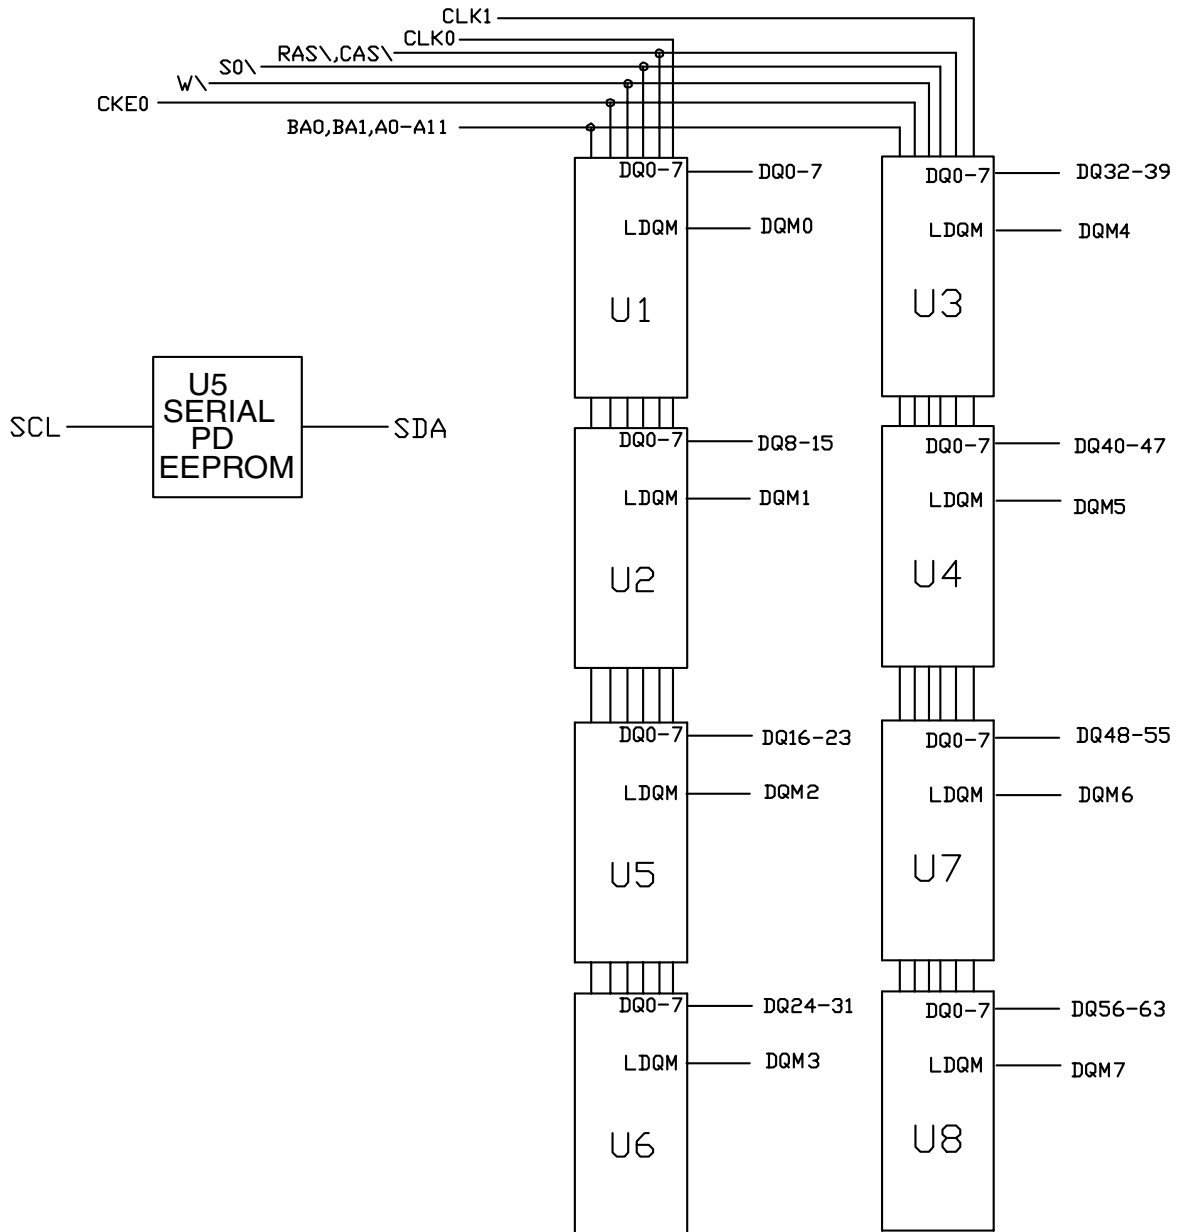 CLK1
CLK0
RAS\,CAS\
S0\
W\
CKE0
BA0,BA1,A0-A11
DQ0-7
DQ0-7
LDQM
DQM0
U1
DQ0-7
DQ32-39
LDQM
DQM4
U3
SCL
U5
SERIAL
PD
EEPROM
SDA
DQ0-7
DQ8-15
LDQM
DQM1
U2
DQ0-7
DQ40-47
LDQM
DQM5
U4
DQ0-7
DQ16-23
LDQM
DQM2
U5
DQ0-7
DQ48-55
LDQM
DQM6
U7
DQ0-7
DQ24-31
LDQM
DQM3
U6
DQ0-7
DQ56-63
LDQM
DQM7
U8